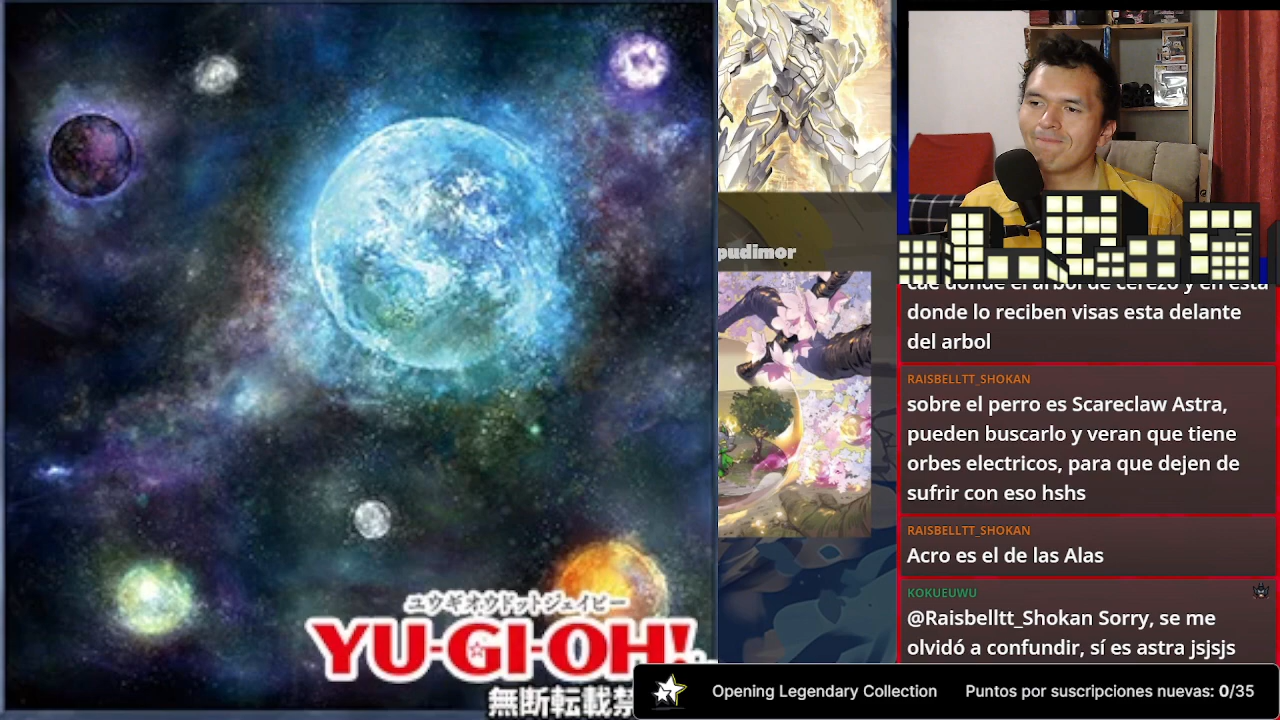 ユウギオウドットジェイピー
YU-GI-OH!
無断転載禁
pudimor
donde lo reciben visas esta delante
del arbol
RAISBELLTT_SHOKAN
sobre el perro es Scareclaw Astra,
pueden buscarlo y veran que tiene
orbes electricos, para que dejen de
sufrir con eso hshs
RAISBELLTT_SHOKAN
Acro es el de las Alas
KOKUEUWU
@Raisbelltt_Shokan Sorry, se me
olvidó a confundir, sí es astra jsjsjs
Opening Legendary Collection
Puntos por suscripciones nuevas: 0/35